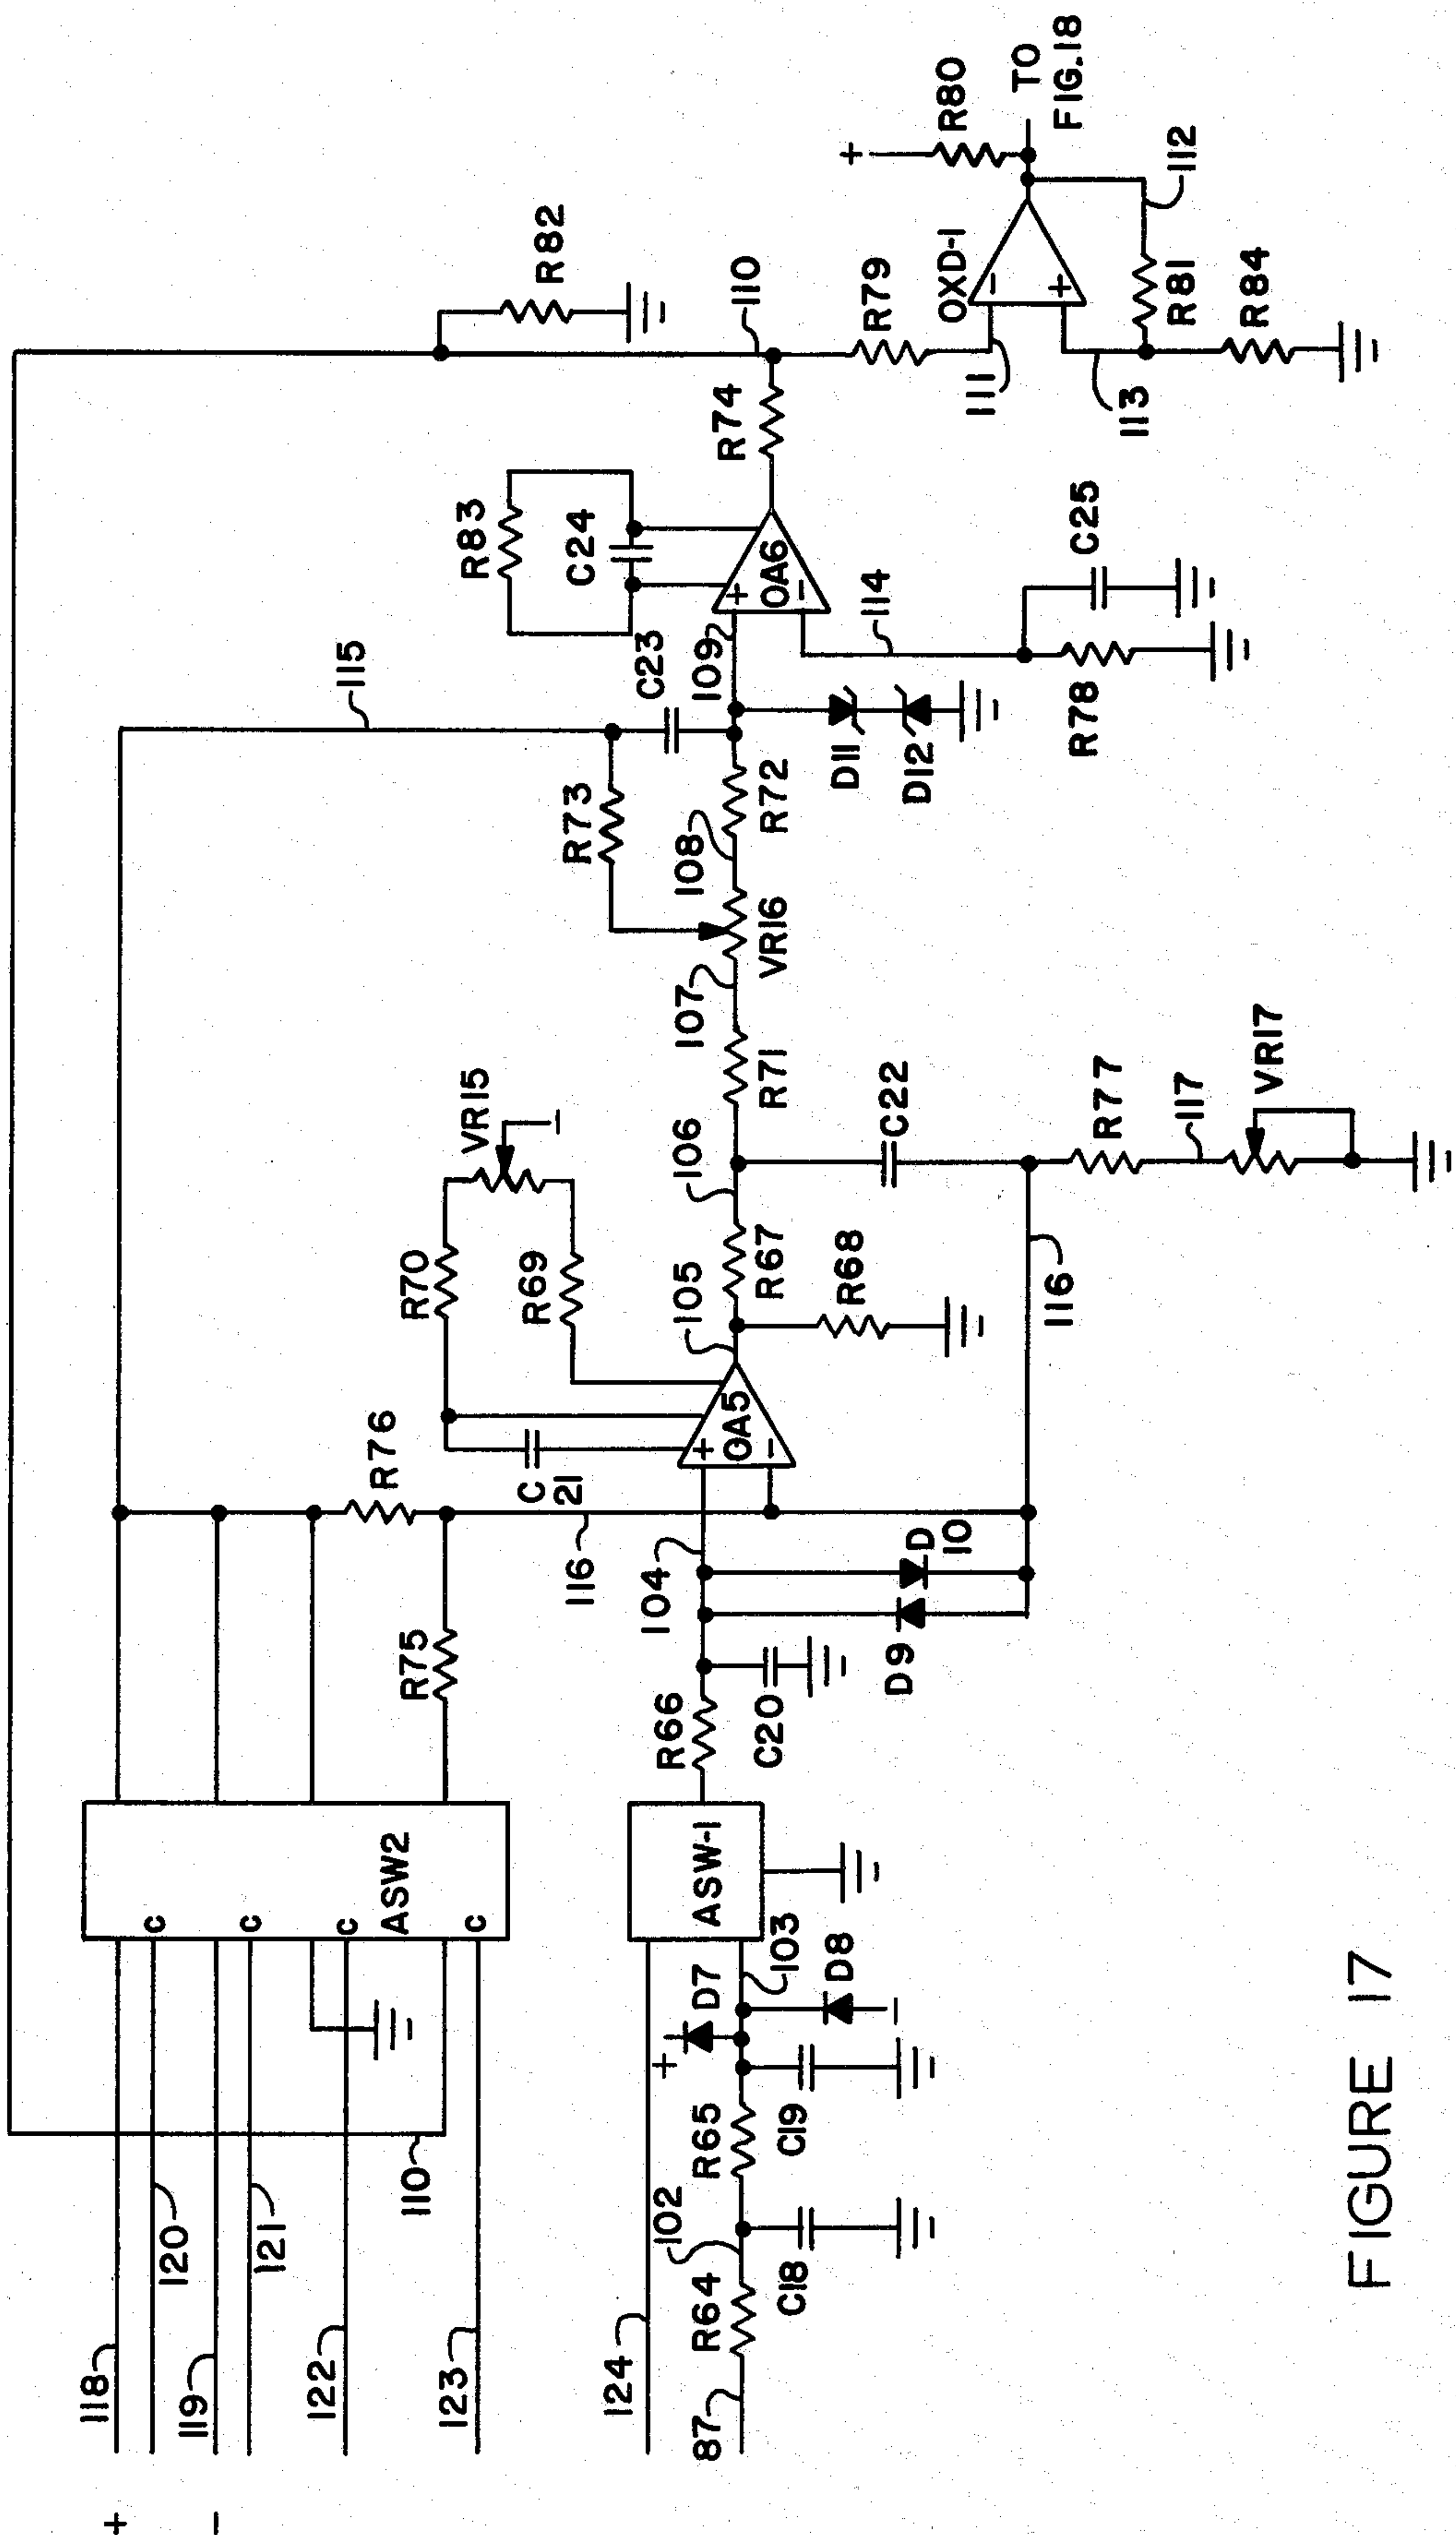 118
120
119
121
122
110
123
+
-
C
C
C
ASW2
C
R75
R76
115
R82
124
87
R64
102
C18
R65
C19
+
D7
-
D8
103
ASW-1
R66
C20
104
D9
D
10
116
C
21
+
OA5
-
R70
R69
VR15
-
105
R68
R67
106
C22
116
R77
117
VR17
R71
107
VR16
108
R73
R72
C23
109
D11
D12
R83
C24
+
OA6
-
114
R78
C25
R74
110
R79
111
OXD-1
-
+
113
R81
R84
112
+
R80
TO
FIG.18
FIGURE 17